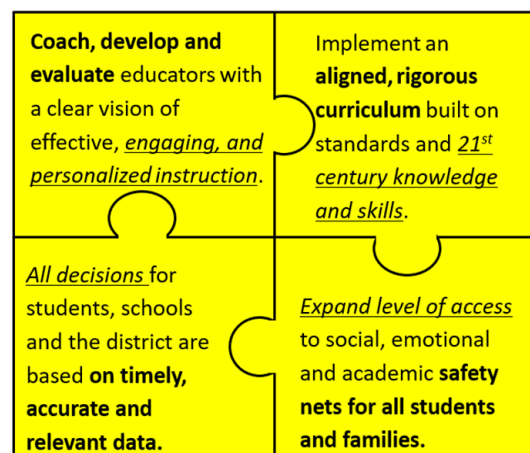 Coach, develop and
evaluate educators with
a clear vision of
effective, engaging, and
personalized instruction.
Implement an
aligned, rigorous
curriculum built on
standards and 21st
century knowledge
and skills.
All decisions for
students, schools
and the district are
based on timely,
accurate and
relevant data.
Expand level of access
to social, emotional
and academic safety
nets for all students
and families.